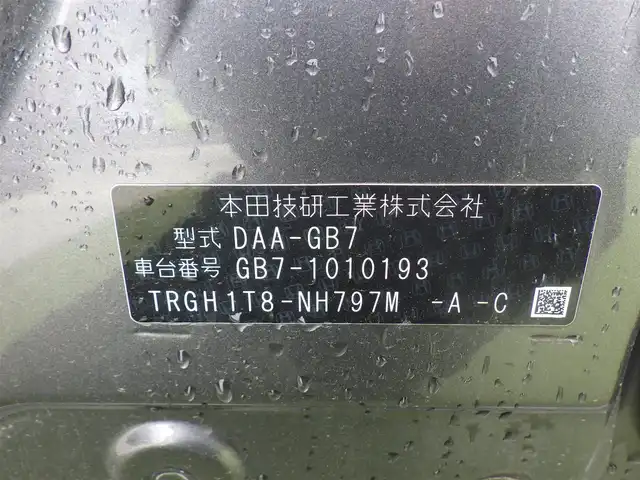 本田技研工業株式会社
型式 DAA-GB7
車台番号 GB7-1010193
TRGH1T8-NH797M -A -C